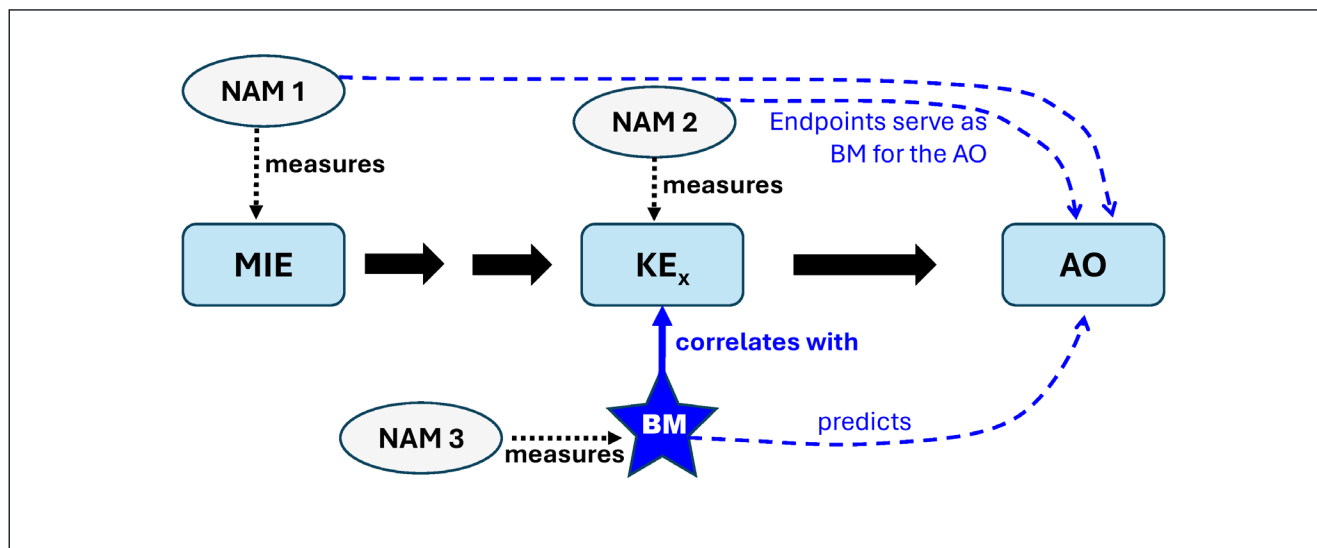 NAM 1
NAM 2
Endpoints serve as
BM for the AO
measures
measures
MIE
KEx
AO
correlates with
BM
predicts
NAM 3
measures